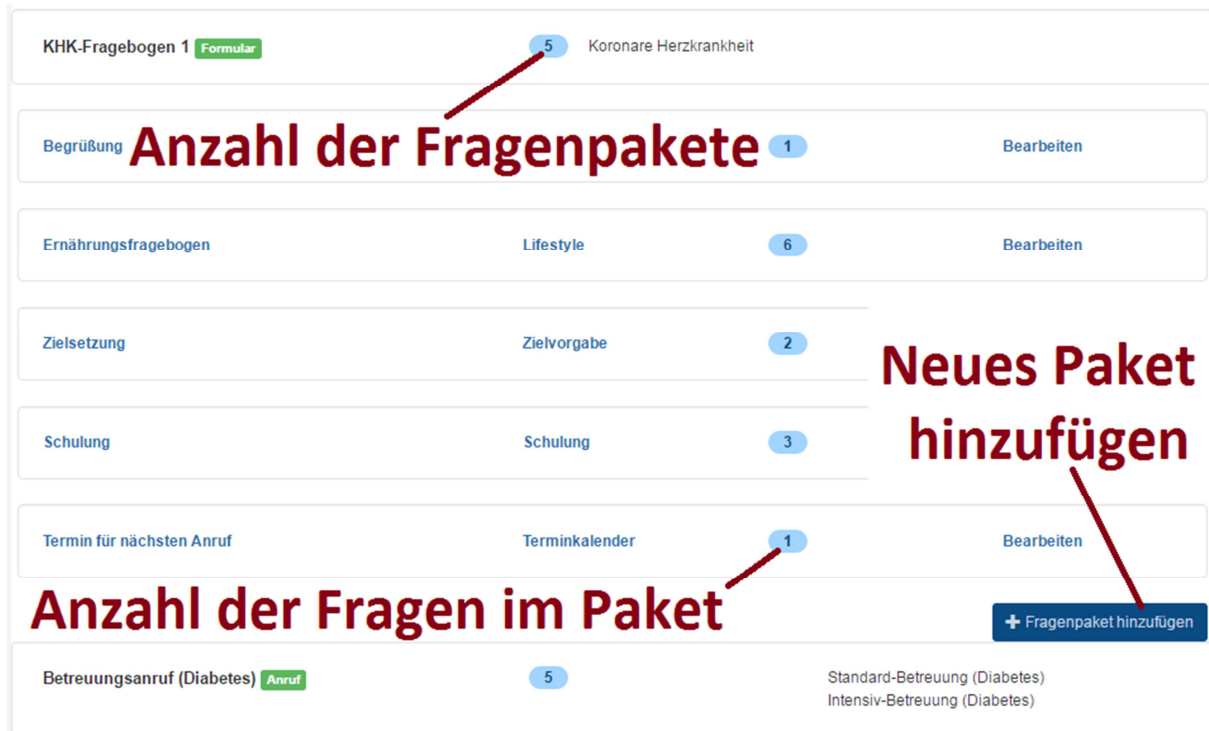 KHK-Fragebogen 1 Formular 5 Koronare Herzkrankheit
Begrüßung Anzahl der Fragenpakete 1 Bearbeiten
Ernährungsfragebogen Lifestyle 6 Bearbeiten
Zielsetzung Zielvorgabe 2
Neues Paket
hinzufügen
Schulung Schulung 3
Termin für nächsten Anruf Terminkalender 1 Bearbeiten
Anzahl der Fragen im Paket
+ Fragenpaket hinzufügen
Betreuungsanruf (Diabetes) Anruf 5 Standard-Betreuung (Diabetes)
Intensiv-Betreuung (Diabetes)